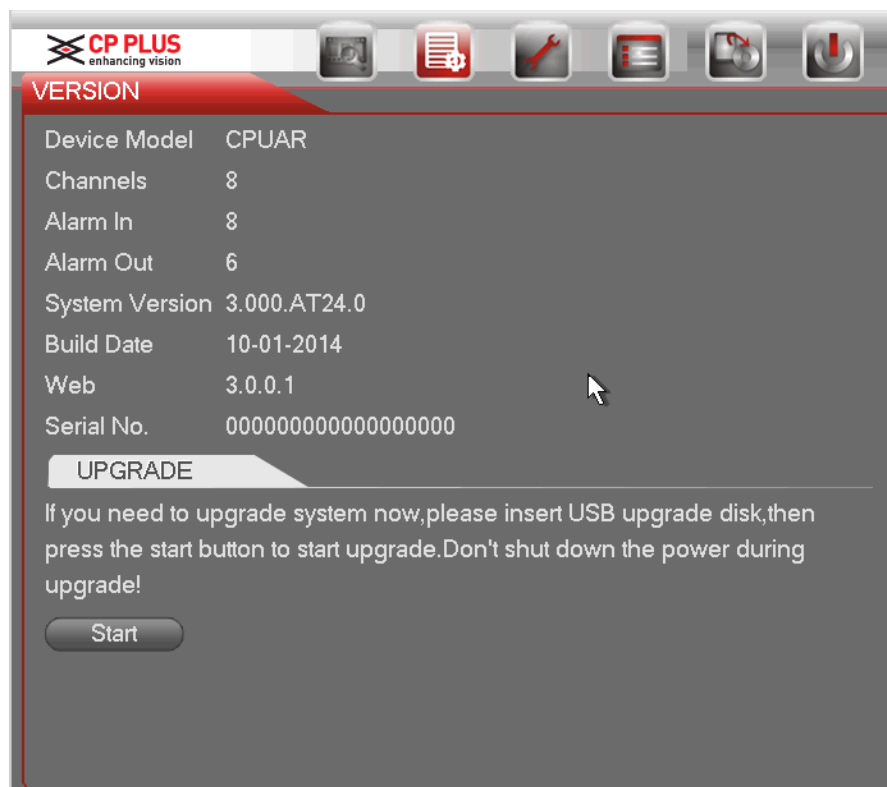 CP PLUS
enhancing vision
VERSION
Device Model CPUAR
Channels 8
Alarm In 8
Alarm Out 6
System Version 3.000.AT24.0
Build Date 10-01-2014
Web 3.0.0.1
Serial No. 000000000000000000
UPGRADE
If you need to upgrade system now,please insert USB upgrade disk,then
press the start button to start upgrade.Don't shut down the power during
upgrade!
Start